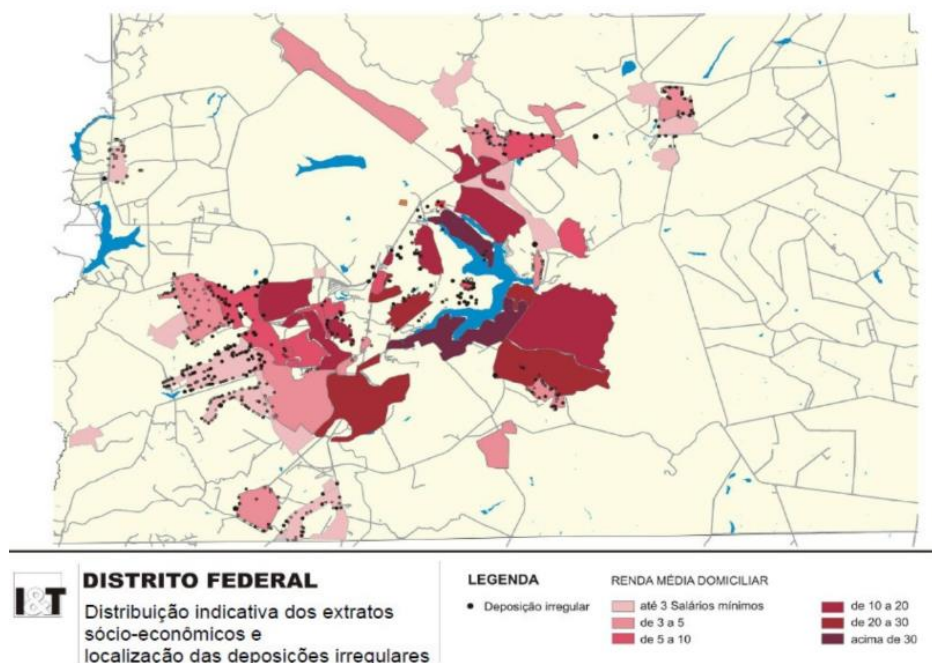 I&T
DISTRITO FEDERAL
Distribuição indicativa dos extratos
sócio-econômicos e
localização das deposições irregulares
LEGENDA
Deposição irregular
RENDA MÉDIA DOMICILIAR
até 3 Salários mínimos
de 3 a 5
de 5 a 10
de 10 a 20
de 20 a 30
acima de 30